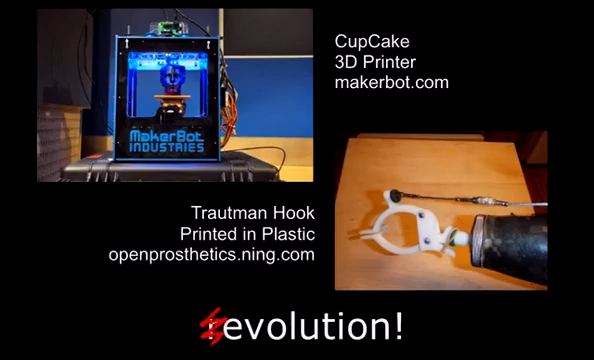 CupCake
3D Printer
makerbot.com
MakerBot
INDUSTRIES
Trautman Hook
Printed in Plastic
openprosthetics.ning.com
revolution!